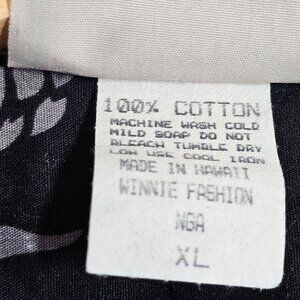 100% COTTON
MACHINE WASH COLD
MILD SOAP DO NOT
BLEACH TUMBLE DRY
LOW USE COOL IRON
MADE IN HAWAII
WINNIE FASHION
NGA
XL